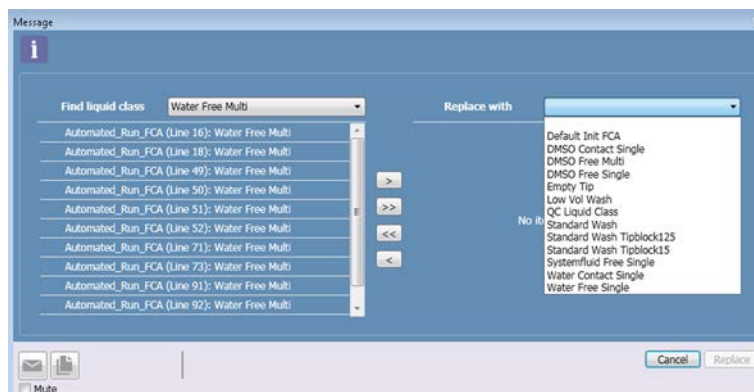 Message
i
Find liquid class Water Free Multi Replace with
Automated_Run_FCA (Line 16): Water Free Multi
Automated_Run_FCA (Line 18): Water Free Multi
Automated_Run_FCA (Line 49): Water Free Multi
Automated_Run_FCA (Line 50): Water Free Multi
Automated_Run_FCA (Line 51): Water Free Multi
Automated_Run_FCA (Line 52): Water Free Multi
Automated_Run_FCA (Line 71): Water Free Multi
Automated_Run_FCA (Line 73): Water Free Multi
Automated_Run_FCA (Line 91): Water Free Multi
Automated_Run_FCA (Line 92): Water Free Multi
>
>>
<<
<
No
Default Init FCA
DMSO Contact Single
DMSO Free Multi
DMSO Free Single
Empty Tip
Low Vol Wash
QC Liquid Class
Standard Wash
Standard Wash Tipblock125
Standard Wash Tipblock15
Systemfluid Free Single
Water Contact Single
Water Free Single
Cancel Replace
Mute